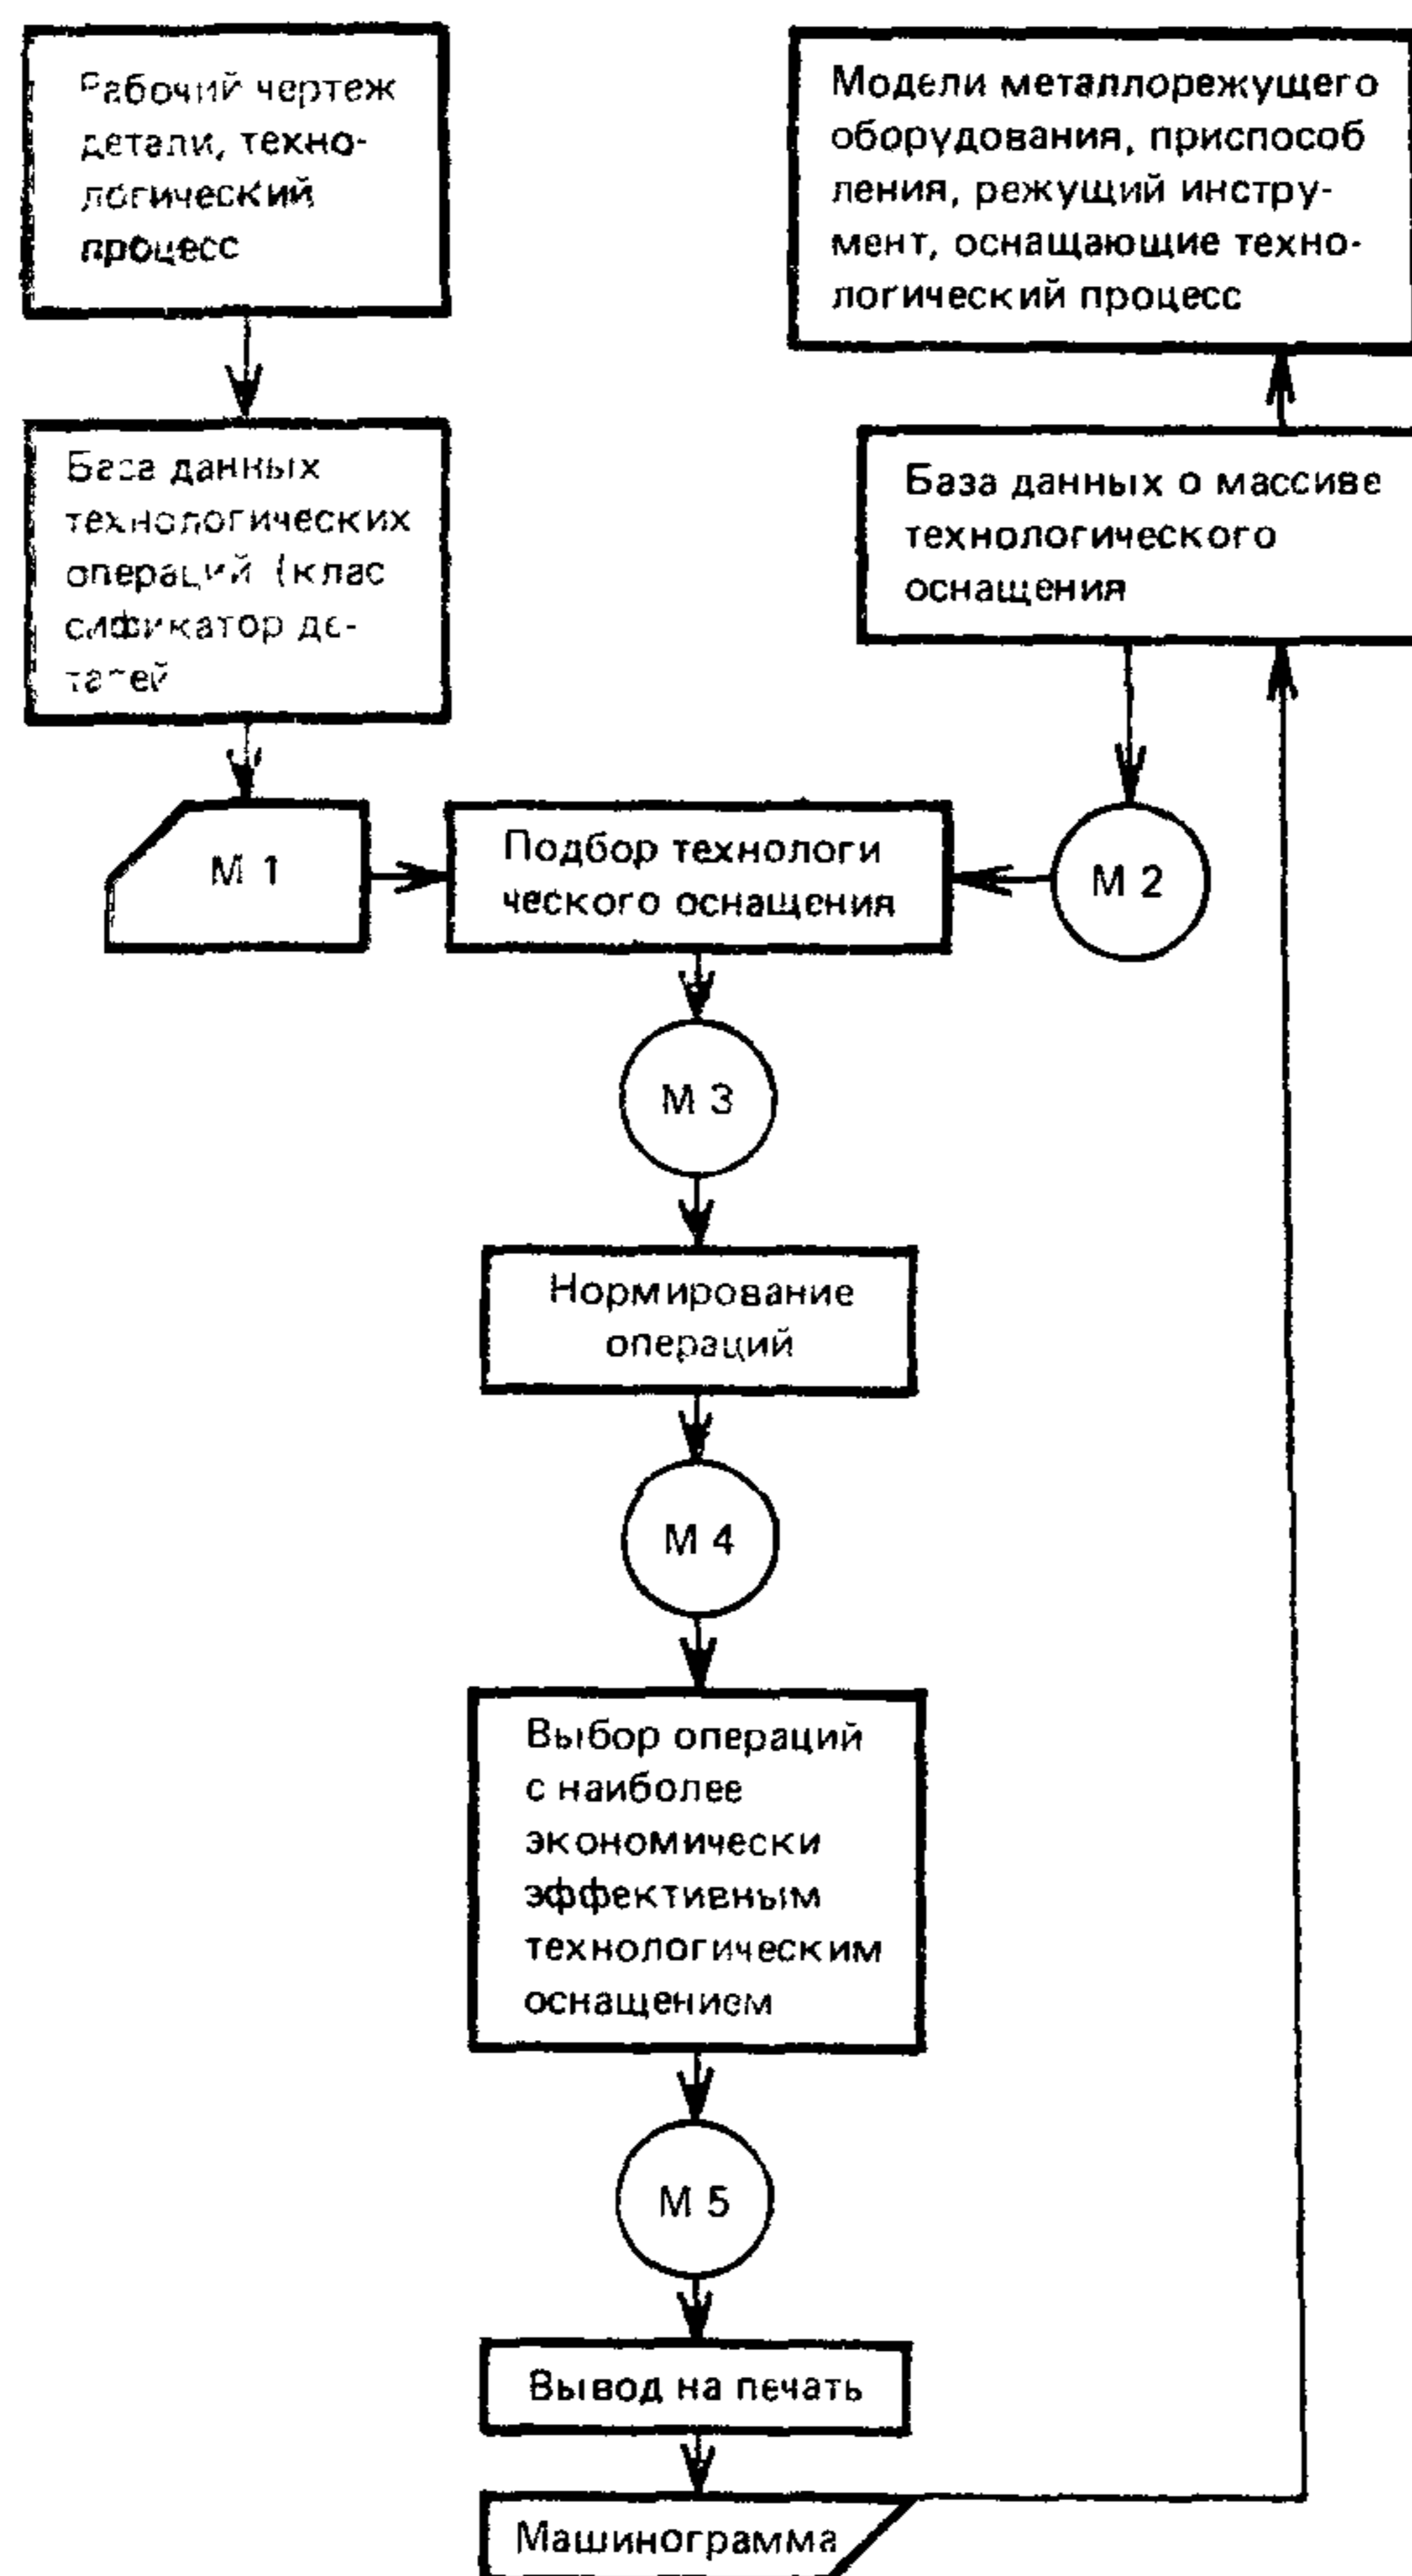 Рабочий чертеж
детали, техно-
логический
процесс
База данных
технологических
операций (клас
сификатор де-
талей
М 1
Модели металлорежущего
оборудования, приспособ
ления, режущий инстру-
мент, оснащающие техно-
логический процесс
База данных о массиве
технологического
оснащения
М 2
Подбор технологи
ческого оснащения
М 3
Нормирование
операций
М 4
Выбор операций
с наиболее
экономически
эффективным
технологическим
оснащением
М 5
Вывод на печать
Машинограмма